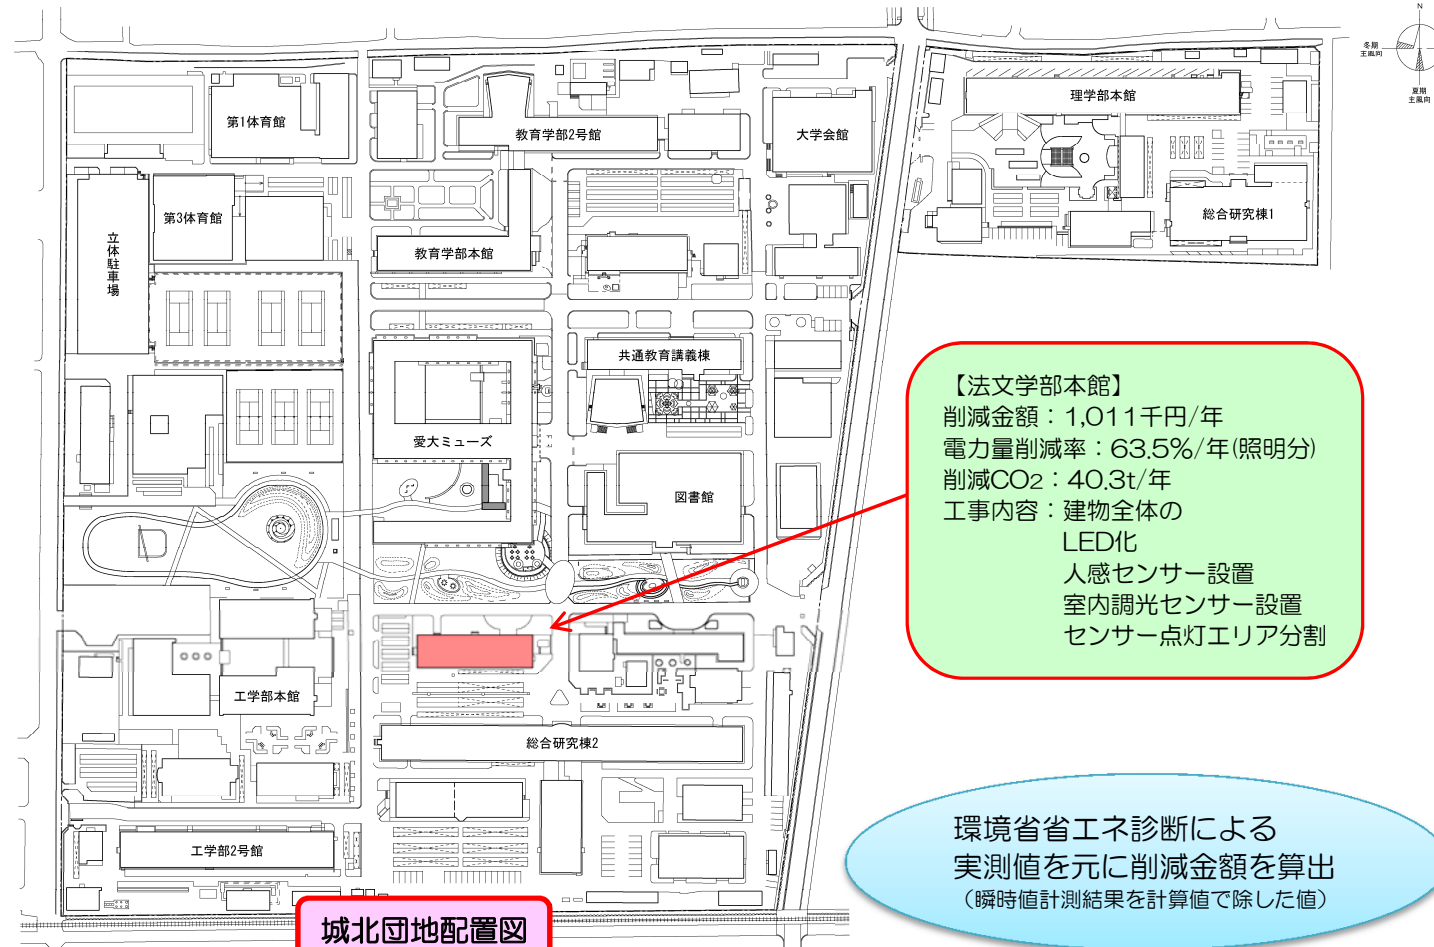 N
冬期
主風向
夏期
主風向
第1体育館
教育学部2号館
大学会館
理学部本館
立体駐車場
第3体育館
教育学部本館
総合研究棟1
共通教育講義棟
愛大ミューズ
図書館
【法文学部本館】
削減金額：1,011千円/年
電力量削減率：63.5%/年(照明分)
削減CO2：40.3t/年
工事内容：建物全体の
LED化
人感センサー設置
室内調光センサー設置
センサー点灯エリア分割
工学部本館
総合研究棟2
工学部2号館
環境省省エネ診断による
実測値を元に削減金額を算出
（瞬時値計測結果を計算値で除した値）
城北団地配置図